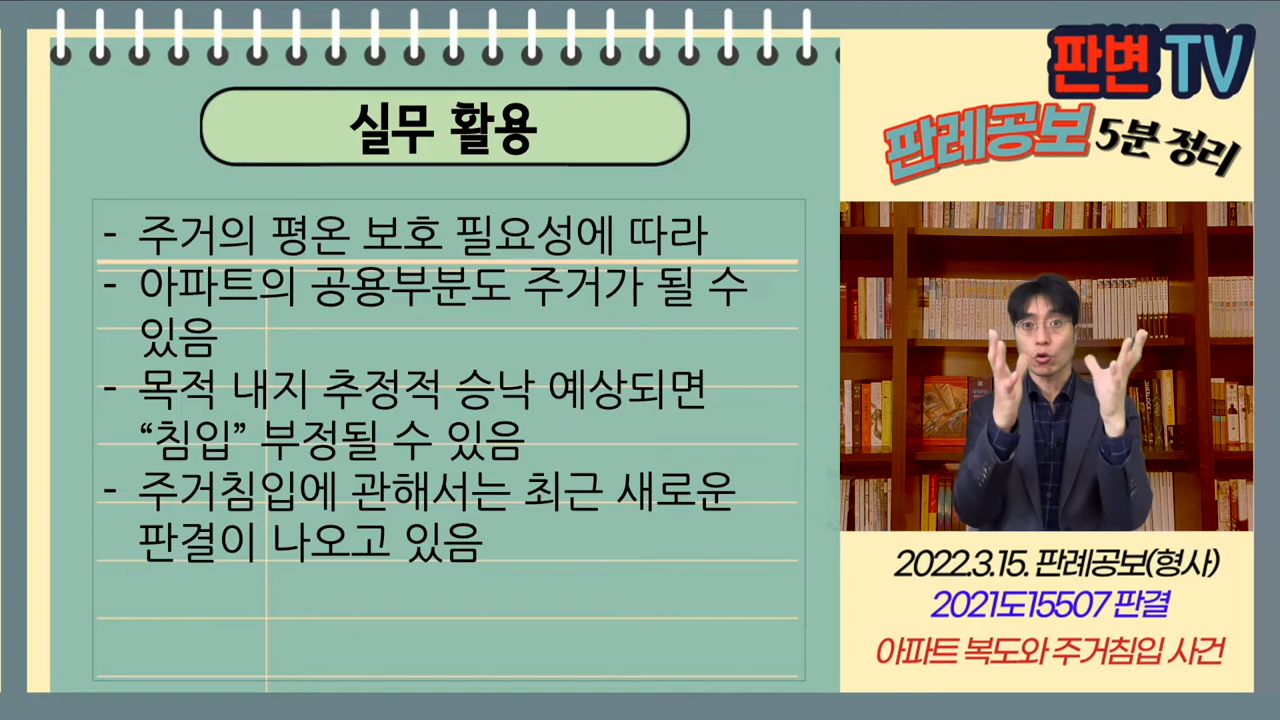 실무 활용
- 주거의 평온 보호 필요성에 따라
- 아파트의 공용부분도 주거가 될 수
있음
- 목적 내지 추정적 승낙 예상되면
“침입” 부정될 수 있음
- 주거침입에 관해서는 최근 새로운
판결이 나오고 있음
판변 TV
판례공보 5분 정리
2022.3.15. 판례공보(형사)
2021도15507 판결
아파트 복도와 주거침입 사건